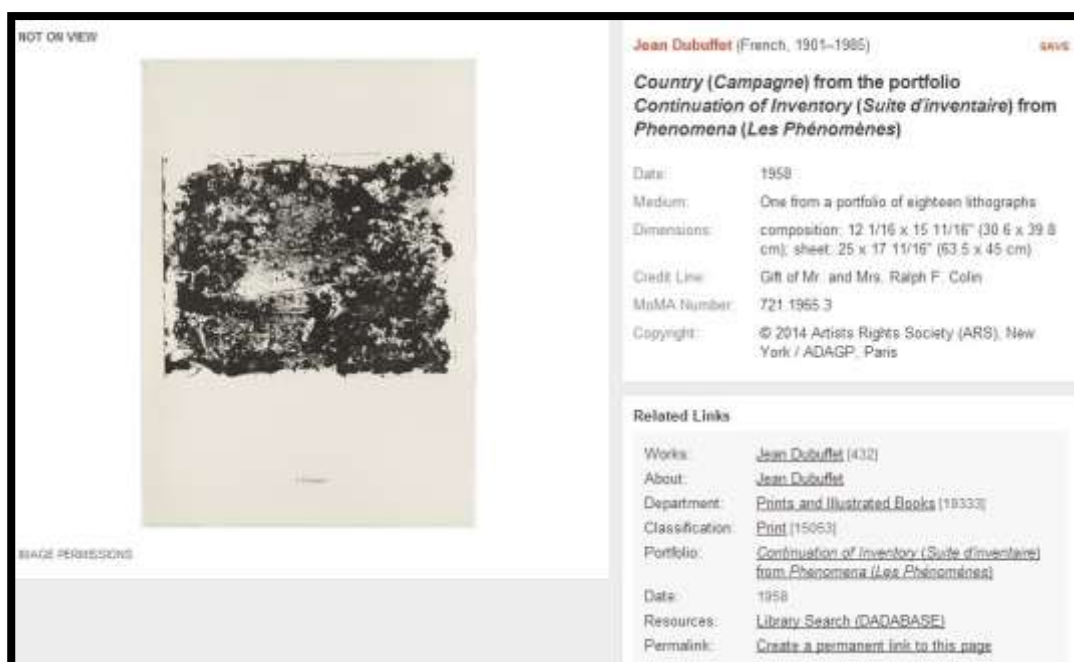 NOT ON VIEW
IMAGE PERMISSIONS
Jean Dubuffet (French, 1901–1985)
SAVE
Country (Campagne) from the portfolio
Continuation of Inventory (Suite d'inventaire) from
Phenomena (Les Phénomènes)
Date: 1958
Medium: One from a portfolio of eighteen lithographs
Dimensions: composition: 12 1/16 x 15 11/16" (30.6 x 39.8
cm); sheet: 25 x 17 11/16" (63.5 x 45 cm)
Credit Line: Gift of Mr. and Mrs. Ralph F. Colin
MoMA Number: 721.1965.3
Copyright: © 2014 Artists Rights Society (ARS), New
York / ADAGP, Paris
Related Links
Works: Jean Dubuffet (432)
About: Jean Dubuffet
Department: Prints and Illustrated Books
Classification: Print (15053)
Portfolio: Continuation of Inventory (Suite d'inventaire)
from Phenomena (Les Phénomènes)
Date: 1958
Resources: Library Search (DADABASE)
Permalink: Create a permanent link to this page